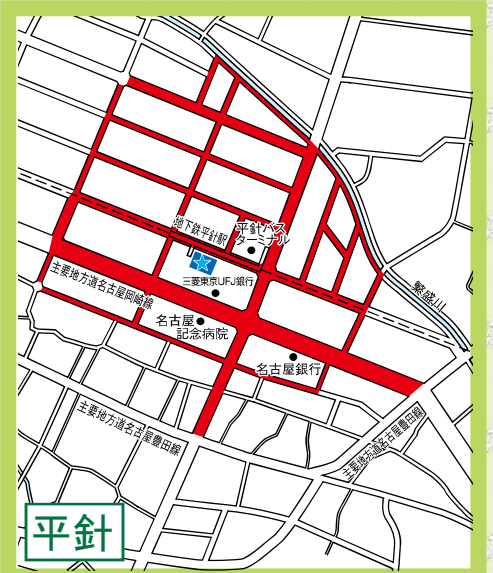 地下鉄平針駅
平針バス
ターミナル
三菱東京UFJ銀行
主要地方道名古屋岡崎線
繁盛川
名古屋
記念病院
名古屋銀行
主要地方道名古屋豊田線
主要地方道名古屋豊田線
平針